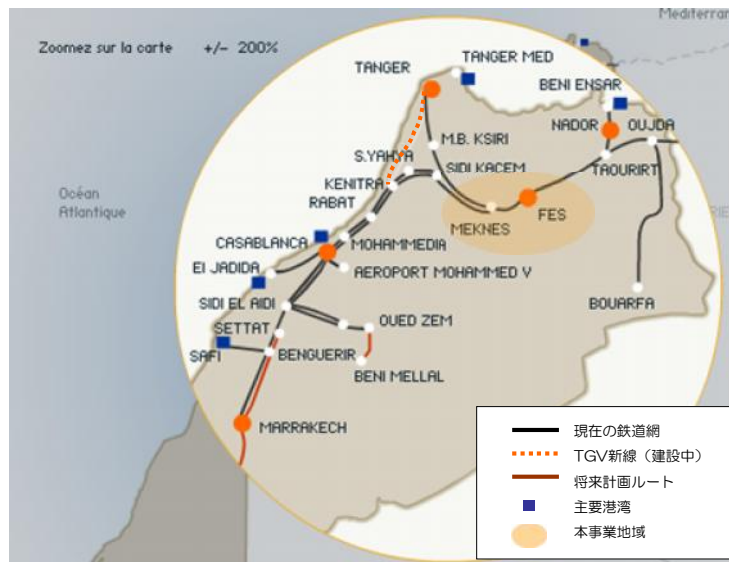 Mediterran
Zoomez sur la carte +/- 200%
TANGER MED
TANGER
BENI ENSAR
NADOR
OUJDA
M.B. KSIRI
S.YAHYA
SIDI KACEM
TAOURIRT
KENITRA
Océan
Atlantique
RABAT
FES
MEKNES
CASABLANCA
MOHAMMEDIA
El JADIDA
AEROPORT MOHAMMED V
BOUARFA
SIDI EL AIDI
SETTAT
OUED ZEM
SAFI
BENGUERIR
BENI MELLAL
MARRAKECH
現在の鉄道網
TGV新線(建設中)
将来計画ルート
主要港湾
本事業地域